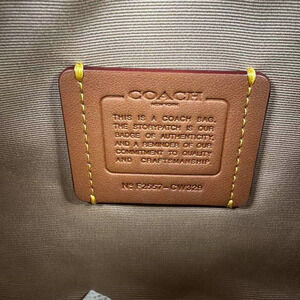 COACH
NEW YORK
THIS IS A COACH BAG.
THE STORYPATCH IS OUR
BADGE OF AUTHENTICITY
AND A REMINDER OF OUR
COMMITMENT TO QUALITY
AND CRAFTSMANSHIP.
Nº F2557-CW329